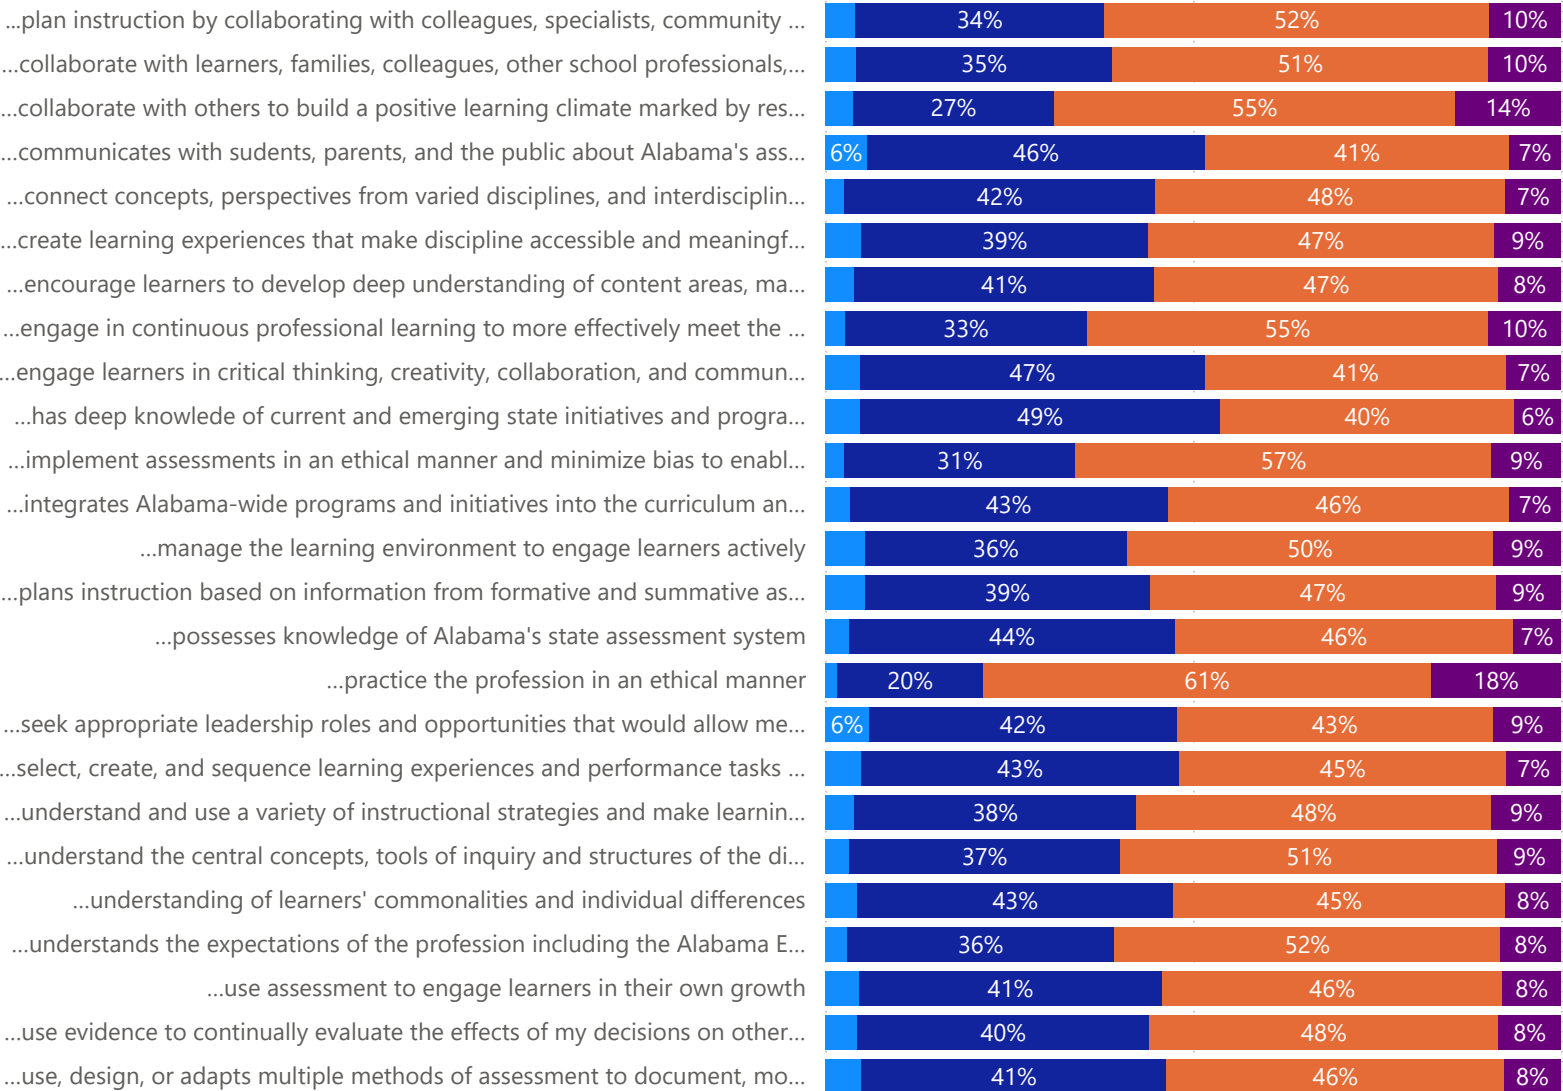 ...plan instruction by collaborating with colleagues, specialists, community ... 34% 52% 10%
...collaborate with learners, families, colleagues, other school professionals,... 35% 51% 10%
...collaborate with others to build a positive learning climate marked by res... 27% 55% 14%
...communicates with sudents, parents, and the public about Alabama's ass... 6% 46% 41% 7%
...connect concepts, perspectives from varied disciplines, and interdisciplin... 42% 48% 7%
...create learning experiences that make discipline accessible and meaningf... 39% 47% 9%
...encourage learners to develop deep understanding of content areas, ma... 41% 47% 8%
...engage in continuous professional learning to more effectively meet the ... 33% 55% 10%
...engage learners in critical thinking, creativity, collaboration, and commun... 47% 41% 7%
...has deep knowlede of current and emerging state initiatives and progra... 49% 40% 6%
...implement assessments in an ethical manner and minimize bias to enabl... 31% 57% 9%
...integrates Alabama-wide programs and initiatives into the curriculum an... 43% 46% 7%
...manage the learning environment to engage learners actively 36% 50% 9%
...plans instruction based on information from formative and summative as... 39% 47% 9%
...possesses knowledge of Alabama's state assessment system 44% 46% 7%
...practice the profession in an ethical manner 20% 61% 18%
...seek appropriate leadership roles and opportunities that would allow me... 6% 42% 43% 9%
...select, create, and sequence learning experiences and performance tasks ... 43% 45% 7%
...understand and use a variety of instructional strategies and make learnin... 38% 48% 9%
...understand the central concepts, tools of inquiry and structures of the di... 37% 51% 9%
...understanding of learners' commonalities and individual differences 43% 45% 8%
...understands the expectations of the profession including the Alabama E... 36% 52% 8%
...use assessment to engage learners in their own growth 41% 46% 8%
...use evidence to continually evaluate the effects of my decisions on other... 40% 48% 8%
...use, design, or adapts multiple methods of assessment to document, mo... 41% 46% 8%